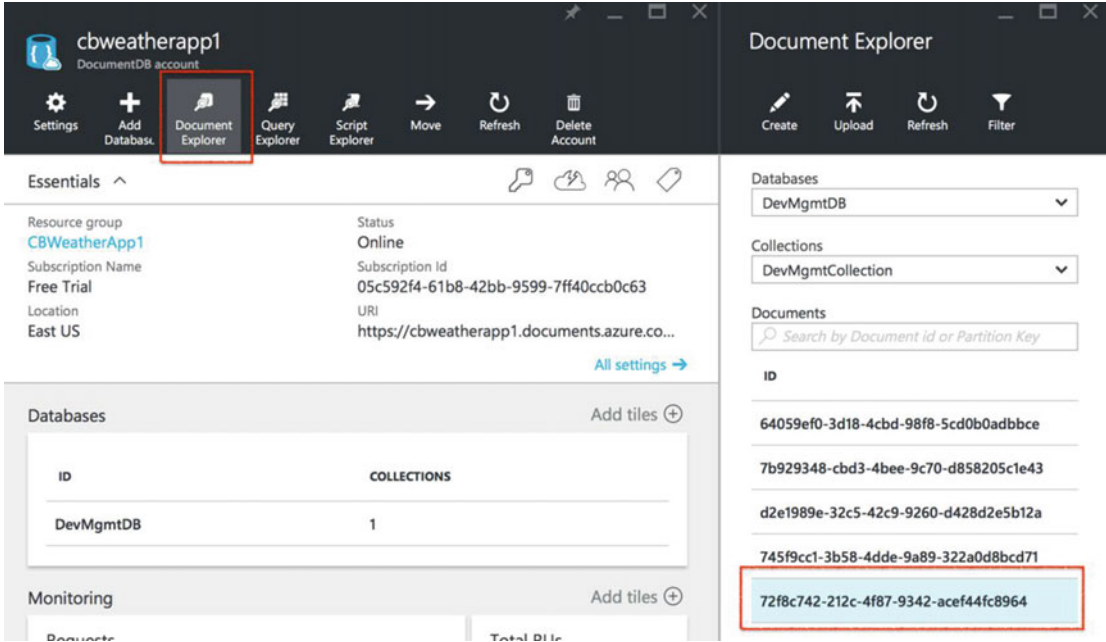 cbweatherapp1
DocumentDB account
Settings
Add Databas
Document Explorer
Query Explorer
Script Explorer
Move
Refresh
Delete Account
Essentials
Resource group
CBWeatherApp1
Status
Online
Subscription Name
Free Trial
Subscription Id
05c592f4-61b8-42bb-9599-7ff40ccb0c63
Location
East US
URI
https://cbweatherapp1.documents.azure.co...
All settings
Databases
Add tiles
ID COLLECTIONS
DevMgmtDB 1
Monitoring
Add tiles
Requests
Total RUs
Document Explorer
Create
Upload
Refresh
Filter
Databases
DevMgmtDB
Collections
DevMgmtCollection
Documents
Search by Document id or Partition Key
ID
64059ef0-3d18-4cbd-98f8-5cd0b0adbbce
7b929348-cbd3-4bee-9c70-d858205c1e43
d2e1989e-32c5-42c9-9260-d428d2e5b12a
745f9cc1-3b58-4dde-9a89-322a0d8bcd71
72f8c742-212c-4f87-9342-acef44fc8964